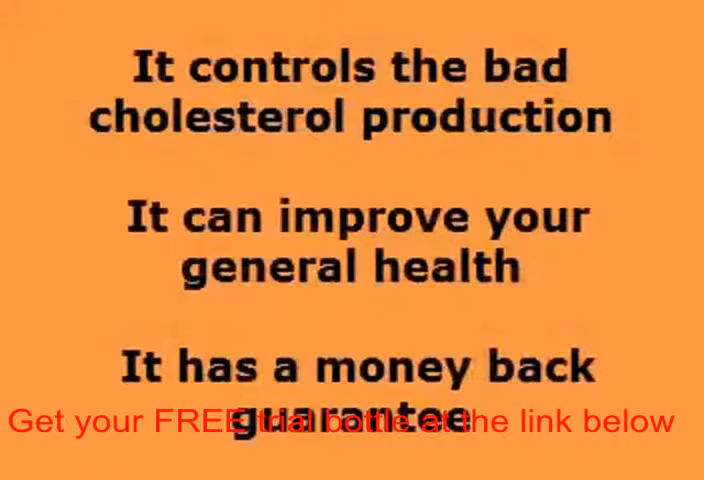 It controls the bad
cholesterol production
It can improve your
general health
It has a money back
guarantee
Get your FREE trial bottle at the link below